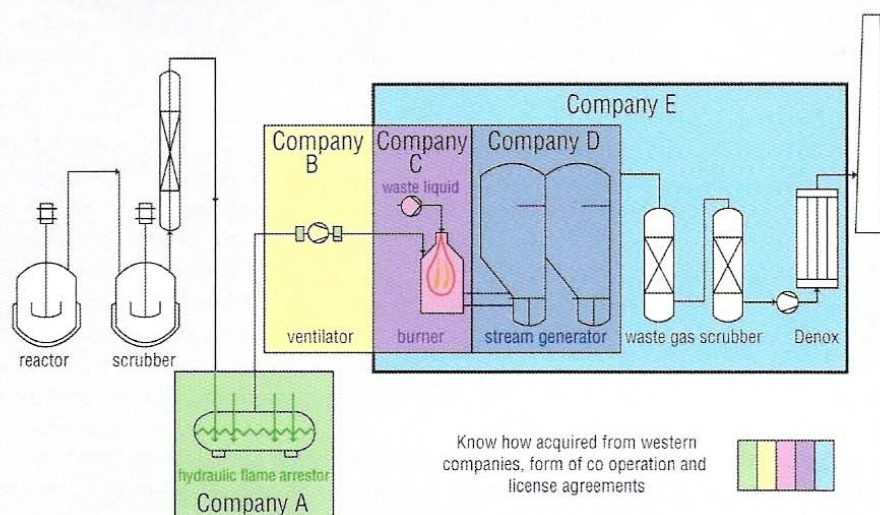 Company E
Company
B
Company
C
Company D
waste liquid
reactor
scrubber
ventilator
burner
stream generator
waste gas scrubber
Denox
hydraulic flame arrestor
Company A
Know how acquired from western
companies, form of co operation and
license agreements